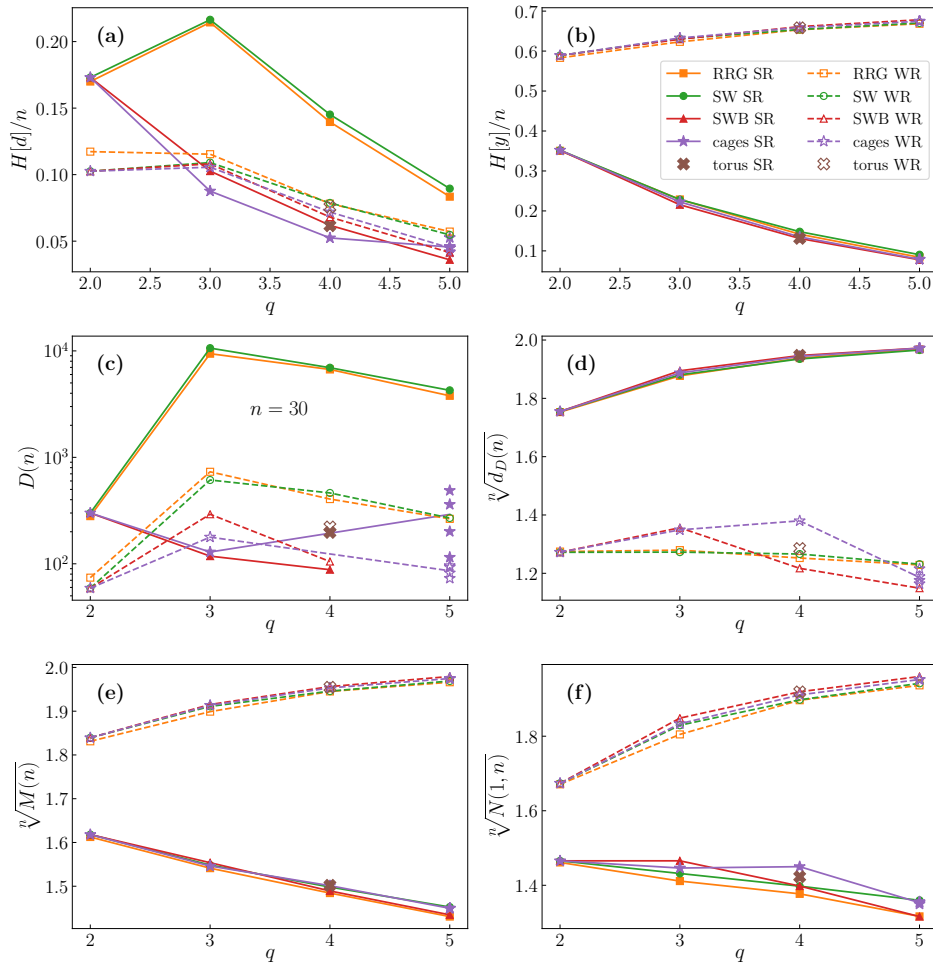 (a)
H[d]/n
0.20
0.15
0.10
0.05
2.0 2.5 3.0 3.5 4.0 4.5 5.0
q
(b)
H[y]/n
0.7
0.6
0.5
0.4
0.3
0.2
0.1
RRG SR RRG WR
SW SR SW WR
SWB SR SWB WR
cages SR cages WR
torus SR torus WR
2.0 2.5 3.0 3.5 4.0 4.5 5.0
q
(c)
D(n)
10⁴
10³
10²
n = 30
2 3 4 5
q
(d)
ⁿ√d_D(n)
2.0
1.8
1.6
1.4
1.2
2 3 4 5
q
(e)
ⁿ√M(n)
2.0
1.9
1.8
1.7
1.6
1.5
2 3 4 5
q
(f)
ⁿ√N(1, n)
1.8
1.6
1.4
2 3 4 5
q